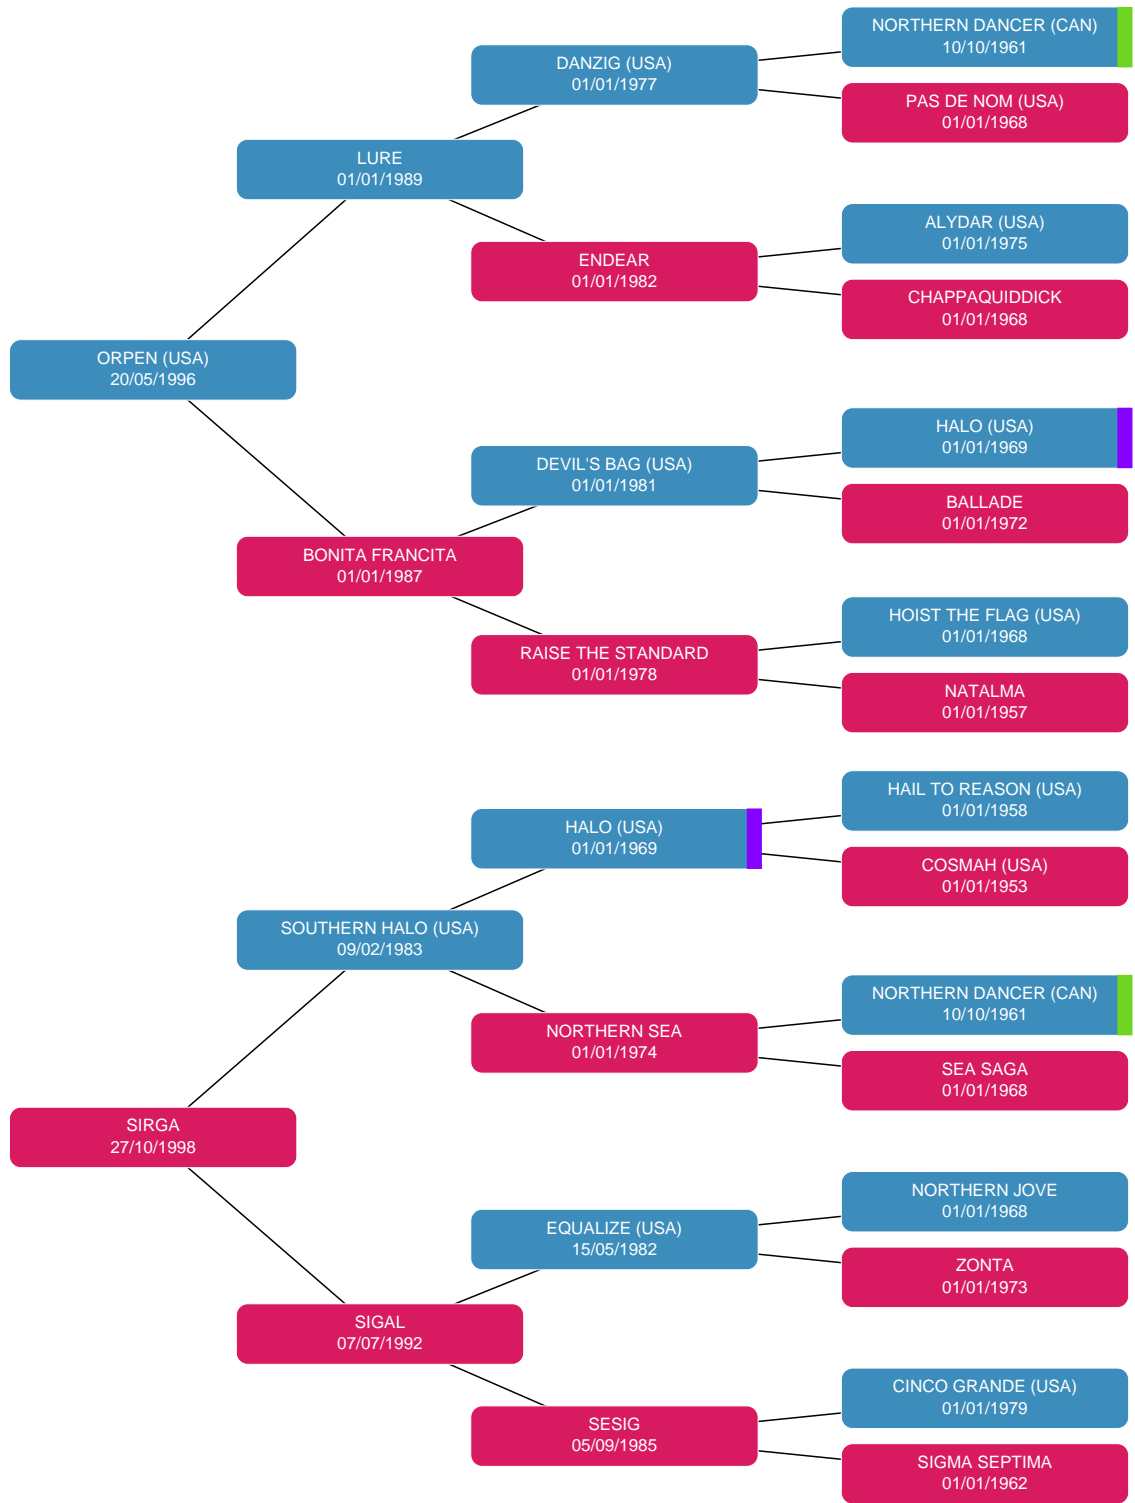 NORTHERN DANCER (CAN)
10/10/1961
DANZIG (USA)
01/01/1977
PAS DE NOM (USA)
01/01/1968
LURE
01/01/1989
ALYDAR (USA)
01/01/1975
ENDEAR
01/01/1982
CHAPPAQUIDDICK
01/01/1968
ORPEN (USA)
20/05/1996
HALO (USA)
01/01/1969
DEVIL'S BAG (USA)
01/01/1981
BALLADE
01/01/1972
BONITA FRANCITA
01/01/1987
HOIST THE FLAG (USA)
01/01/1968
RAISE THE STANDARD
01/01/1978
NATALMA
01/01/1957
HAIL TO REASON (USA)
01/01/1958
HALO (USA)
01/01/1969
COSMAH (USA)
01/01/1953
SOUTHERN HALO (USA)
09/02/1983
NORTHERN DANCER (CAN)
10/10/1961
NORTHERN SEA
01/01/1974
SEA SAGA
01/01/1968
SIRGA
27/10/1998
NORTHERN JOVE
01/01/1968
EQUALIZE (USA)
15/05/1982
ZONTA
01/01/1973
SIGAL
07/07/1992
CINCO GRANDE (USA)
01/01/1979
SESIG
05/09/1985
SIGMA SEPTIMA
01/01/1962